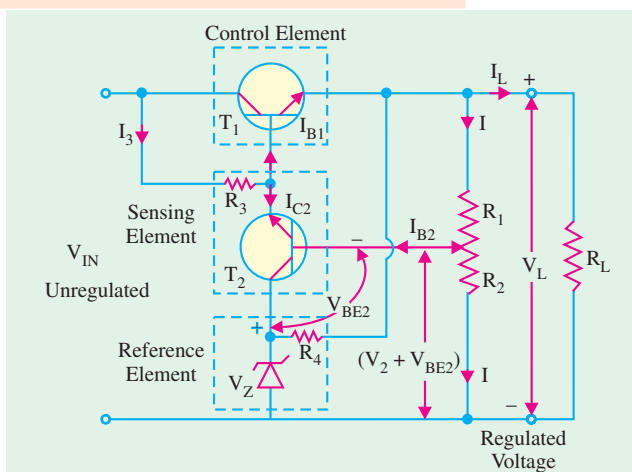 Control Element
I_L
+
I_3
T_1
I_B1
I
R_3
I_C2
Sensing
Element
I_B2
R_1
V_IN
–
V_L
R_L
T_2
R_2
Unregulated
V_BE2
+
Reference
Element
R_4
(V_2 + V_BE2)
V_Z
I
–
Regulated
Voltage